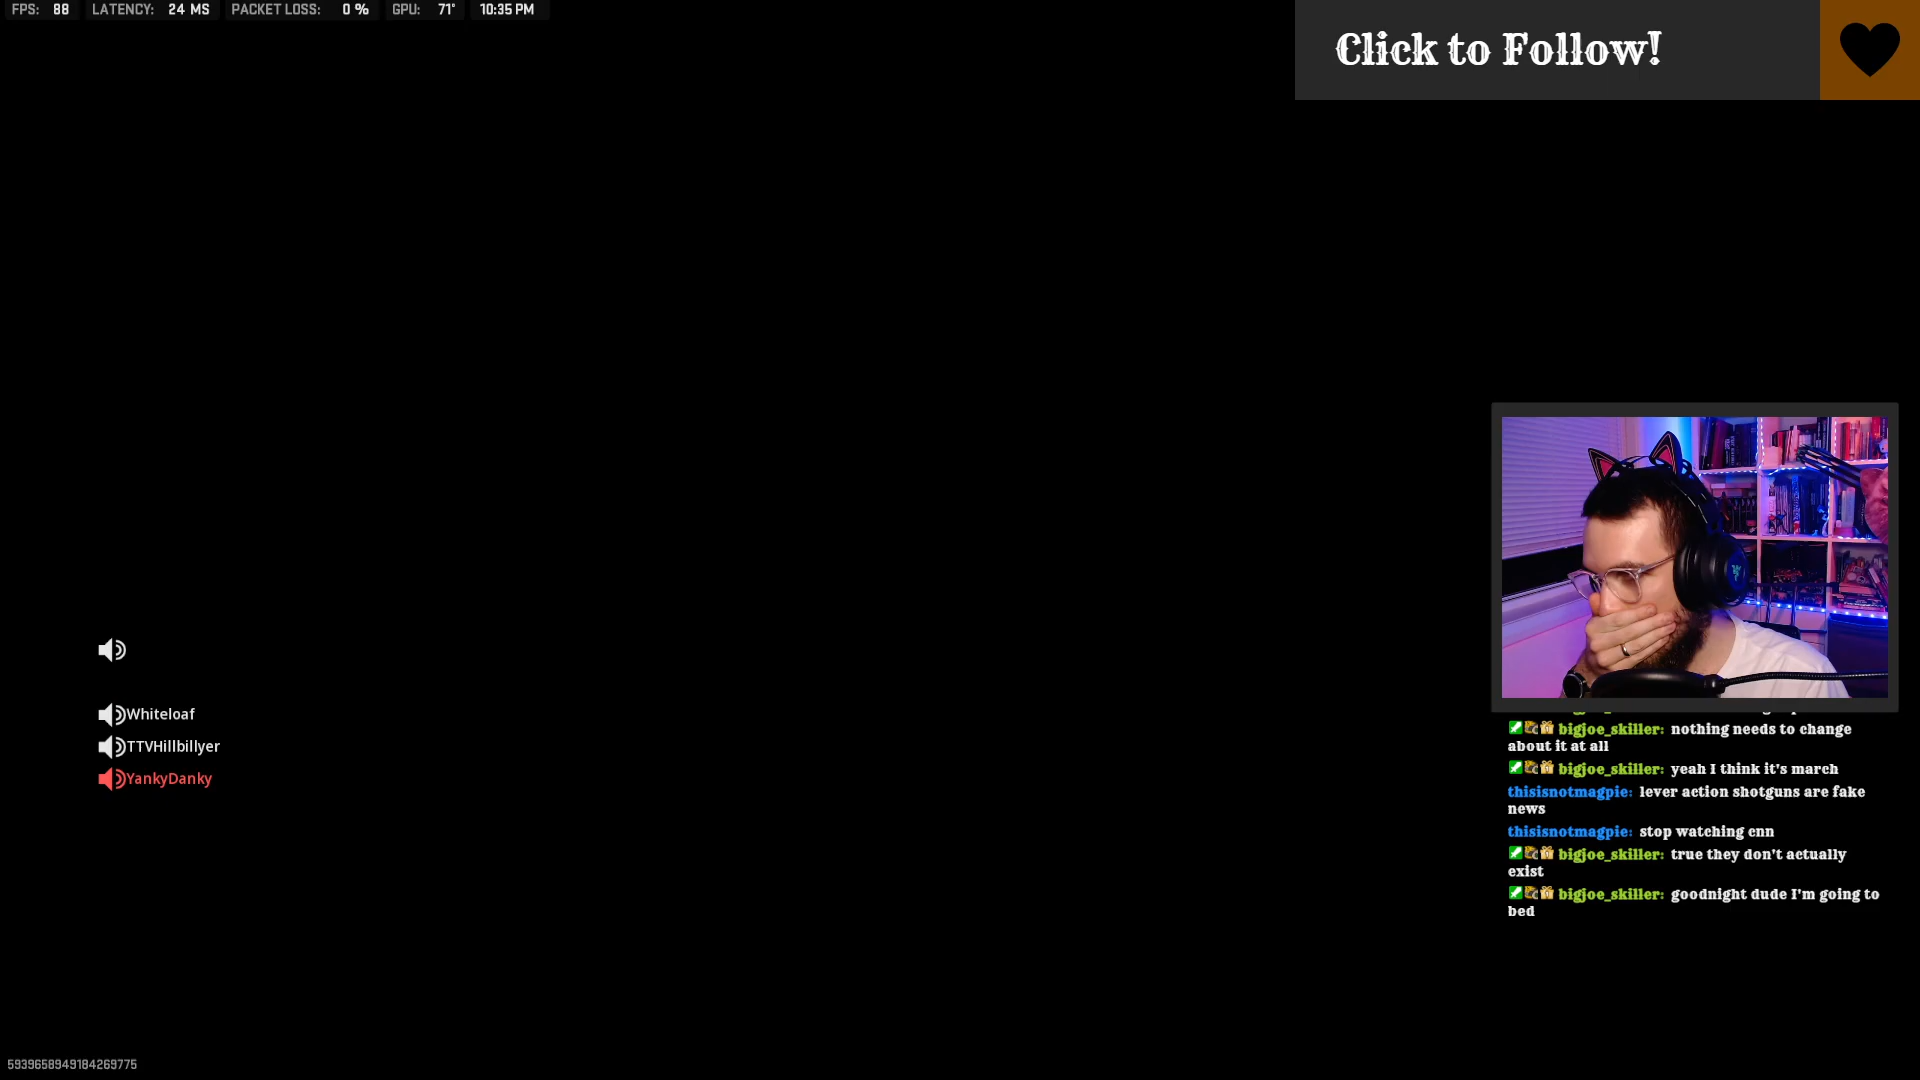 FPS: 88 LATENCY: 24 MS PACKET LOSS: 0 % GPU: 71° 10:35 PM
Click to Follow!
Whiteloaf
TTVHillbillyer
YankyDanky
bigjoe_skiller: nothing needs to change
about it at all
bigjoe_skiller: yeah I think it's march
thisisnotmagpie: lever action shotguns are fake
news
thisisnotmagpie: stop watching cnn
bigjoe_skiller: true they don't actually
exist
bigjoe_skiller: goodnight dude I'm going to
bed
5939658949184269775